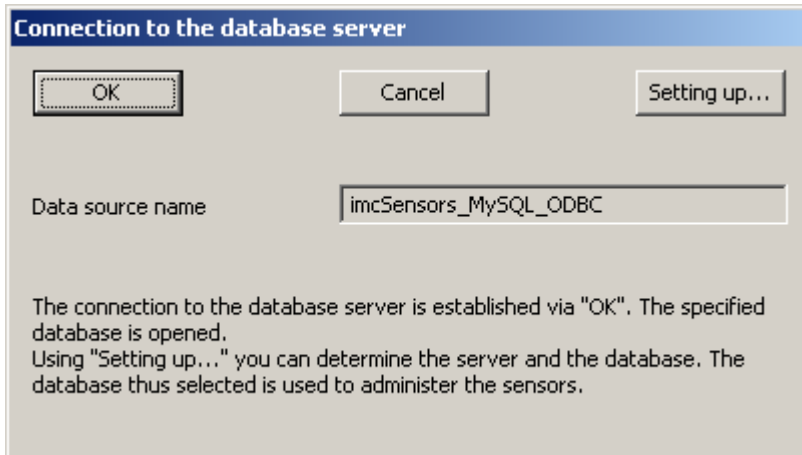 Connection to the database server
OK
Cancel
Setting up...
Data source name
imcSensors_MySQL_ODBC
The connection to the database server is established via "OK". The specified
database is opened.
Using "Setting up..." you can determine the server and the database. The
database thus selected is used to administer the sensors.